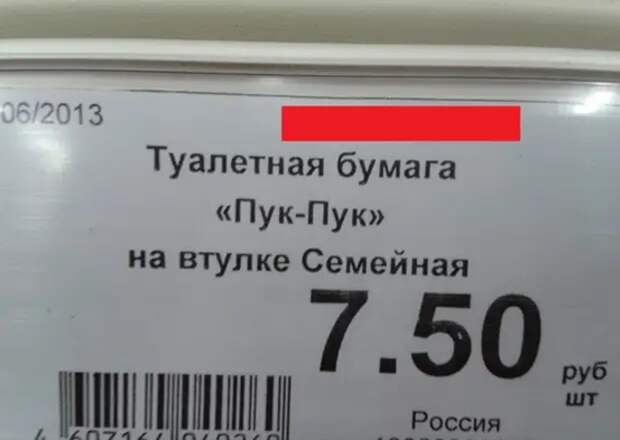 06/2013
Туалетная бумага
«Пук-Пук»
на втулке Семейная
7.50
руб
шт
Россия